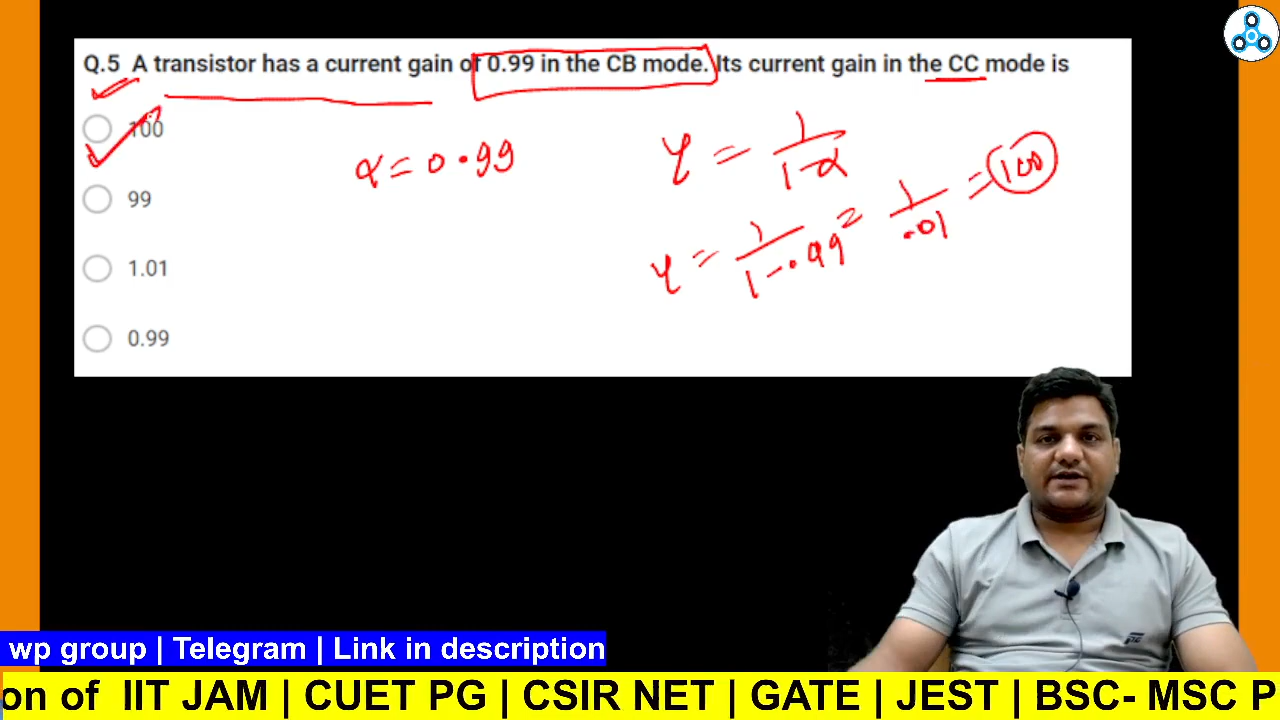 Q.5 A transistor has a current gain of 0.99 in the CB mode. Its current gain in the CC mode is
100
99
1.01
0.99
α = 0.99
γ = 1/1-α
γ = 1/1-.99 = 1/.01 = 100
wp group | Telegram | Link in description
on of IIT JAM | CUET PG | CSIR NET | GATE | JEST | BSC- MSC P